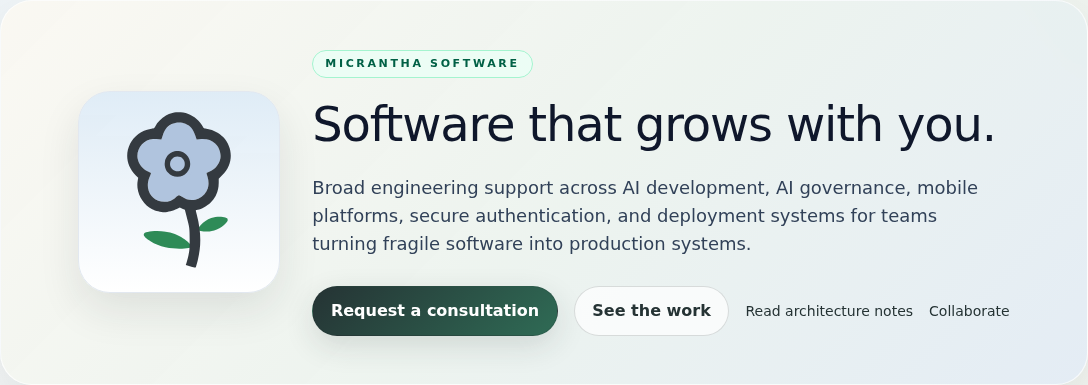 MICRANTHA SOFTWARE
Software that grows with you.
Broad engineering support across AI development, AI governance, mobile
platforms, secure authentication, and deployment systems for teams
turning fragile software into production systems.
Request a consultation See the work Read architecture notes Collaborate